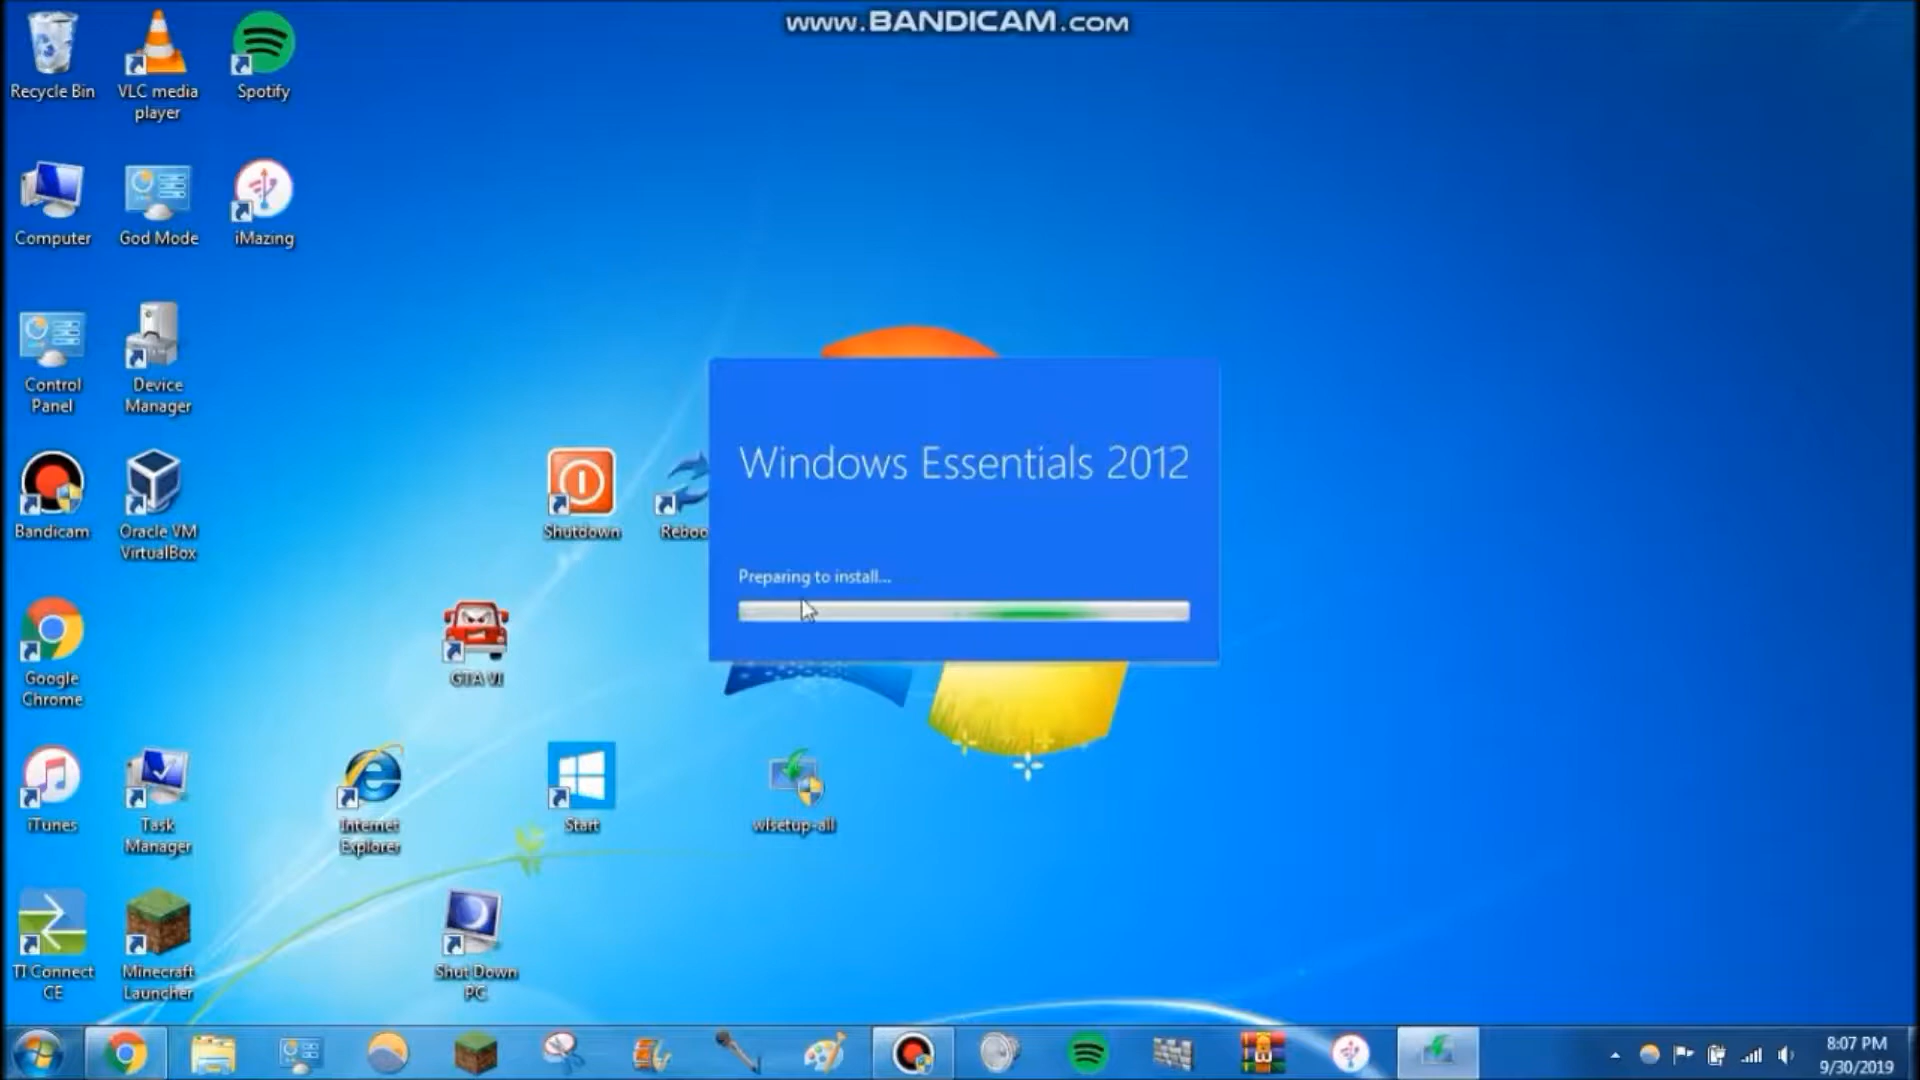 www.BANDICAM.com
Recycle Bin
VLC media
player
Spotify
Computer
God Mode
iMazing
Control
Panel
Device
Manager
Bandicam
Oracle VM
VirtualBox
Shutdown
Reboo
Windows Essentials 2012
Preparing to install...
Google
Chrome
GTA VI
iTunes
Task
Manager
Internet
Explorer
Start
wlsetup-all
TI Connect
CE
Minecraft
Launcher
Shut Down
PC
8:07 PM
9/30/2019